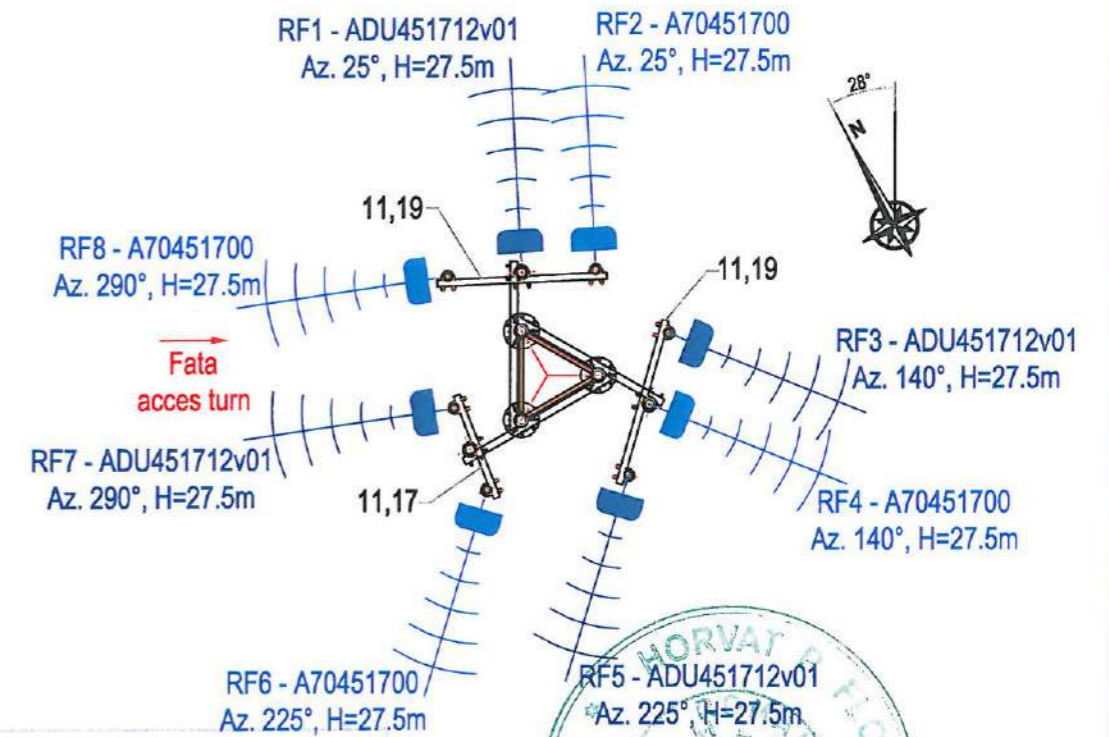 RF1 - ADU451712v01
Az. 25°, H=27.5m
RF2 - A70451700
Az. 25°, H=27.5m
28°
N
11,19
RF8 - A70451700
Az. 290°, H=27.5m
11,19
Fata
acces turn
RF3 - ADU451712v01
Az. 140°, H=27.5m
RF7 - ADU451712v01
Az. 290°, H=27.5m
11,17
RF4 - A70451700
Az. 140°, H=27.5m
HORVAT
RF6 - A70451700
Az. 225°, H=27.5m
RF5 - ADU451712v01
Az. 225°, H=27.5m